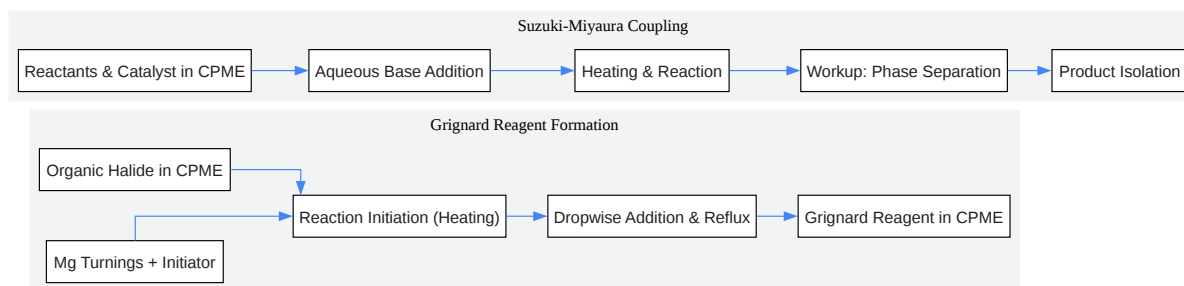 Suzuki-Miyaura Coupling
Reactants & Catalyst in CPME
Aqueous Base Addition
Heating & Reaction
Workup: Phase Separation
Product Isolation
Grignard Reagent Formation
Organic Halide in CPME
Mg Turnings + Initiator
Reaction Initiation (Heating)
Dropwise Addition & Reflux
Grignard Reagent in CPME